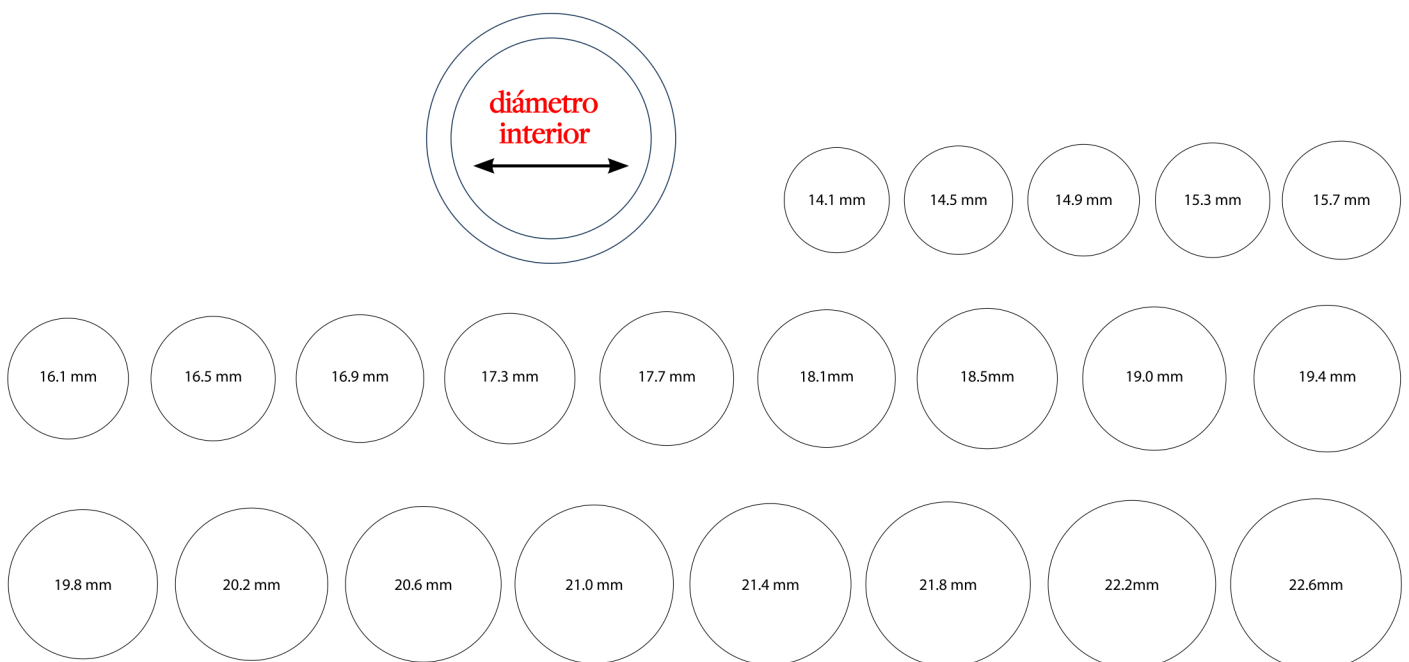 diámetro
interior
14.1 mm
14.5 mm
14.9 mm
15.3 mm
15.7 mm
16.1 mm
16.5 mm
16.9 mm
17.3 mm
17.7 mm
18.1mm
18.5mm
19.0 mm
19.4 mm
19.8 mm
20.2 mm
20.6 mm
21.0 mm
21.4 mm
21.8 mm
22.2mm
22.6mm